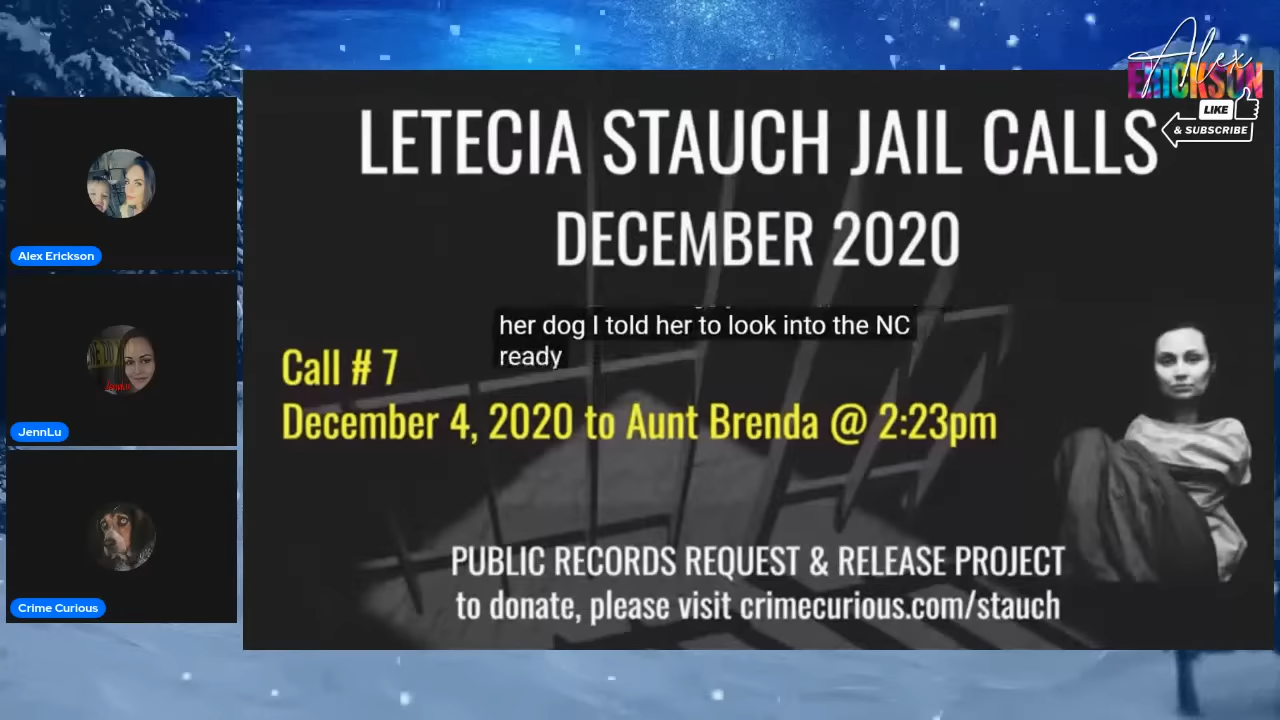 Alex
ERICKSON
LIKE
& SUBSCRIBE
LETECIA STAUCH JAIL CALLS
DECEMBER 2020
her dog I told her to look into the NC
ready
Call # 7
December 4, 2020 to Aunt Brenda @ 2:23pm
PUBLIC RECORDS REQUEST & RELEASE PROJECT
to donate, please visit crimecurious.com/stauch
Alex Erickson
JennLu
Crime Curious